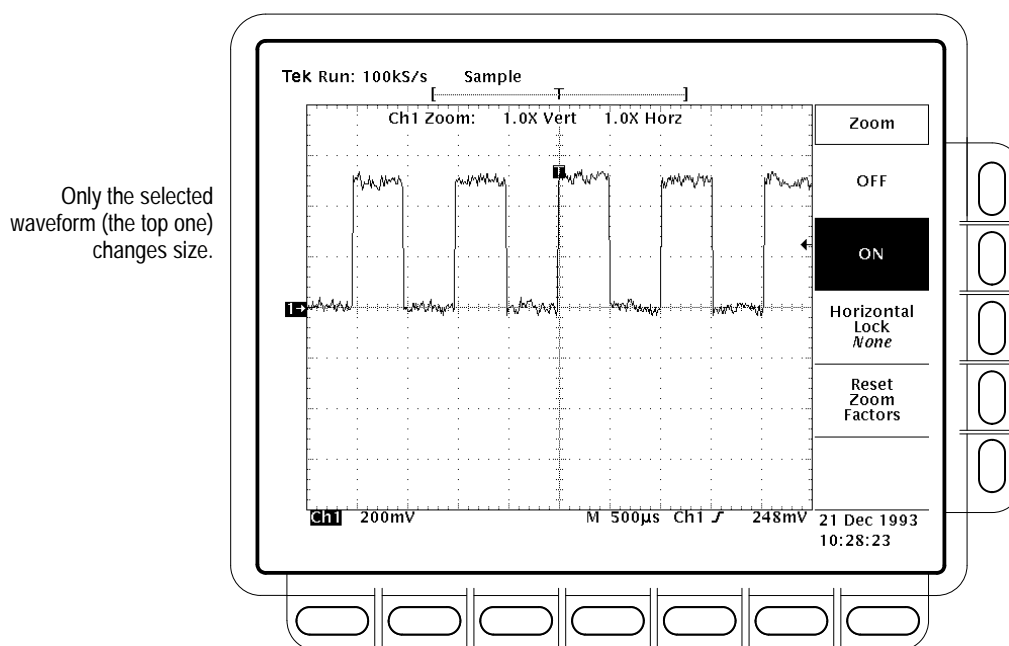 Only the selected
waveform (the top one)
changes size.
Tek Run: 100kS/s Sample
[ T ]
Ch1 Zoom: 1.0X Vert 1.0X Horz
T
1→
Ch1 200mV M 500µs Ch1 ƒ 248mV
Zoom
OFF
ON
Horizontal
Lock
None
Reset
Zoom
Factors
21 Dec 1993
10:28:23